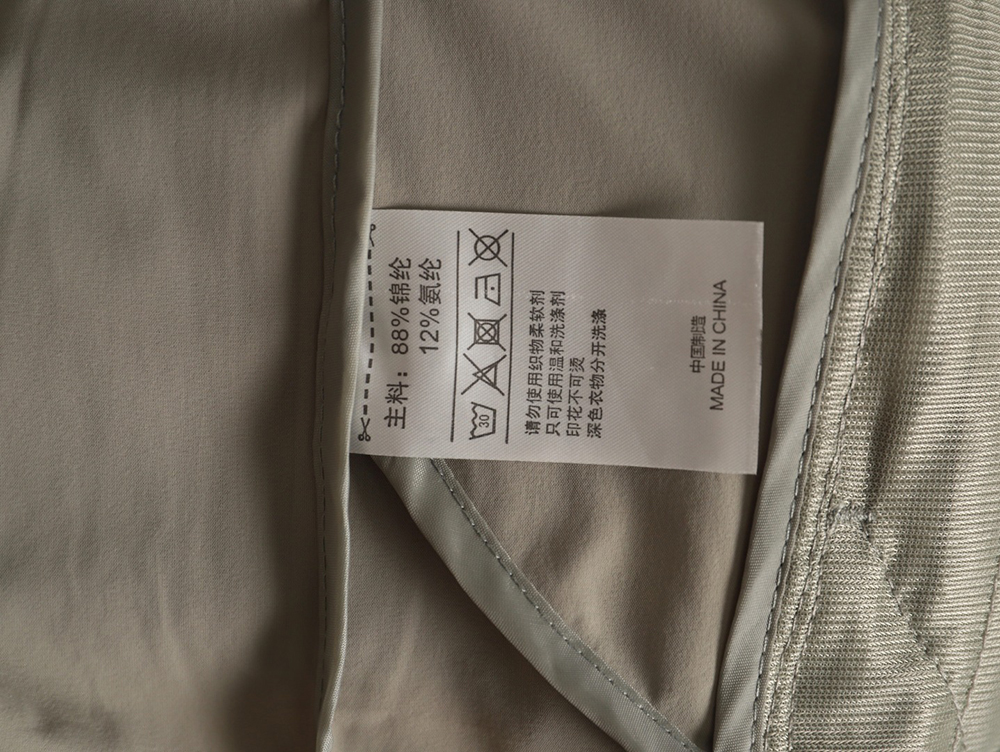 主料：88%锦纶
12%氨纶
30
请勿使用织物柔软剂
只可使用温和洗涤剂
印花不可烫
深色衣物分开洗涤
中国制造
MADE IN CHINA